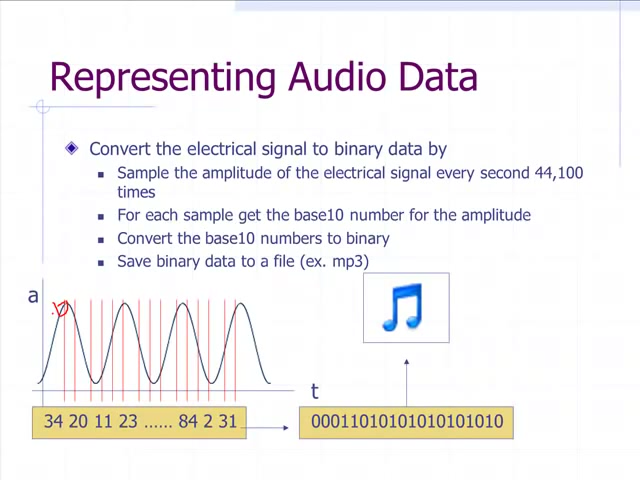 Representing Audio Data
Convert the electrical signal to binary data by
Sample the amplitude of the electrical signal every second 44,100
times
For each sample get the base10 number for the amplitude
Convert the base10 numbers to binary
Save binary data to a file (ex. mp3)
a
t
34 20 11 23 ...... 84 2 31
00011010101010101010